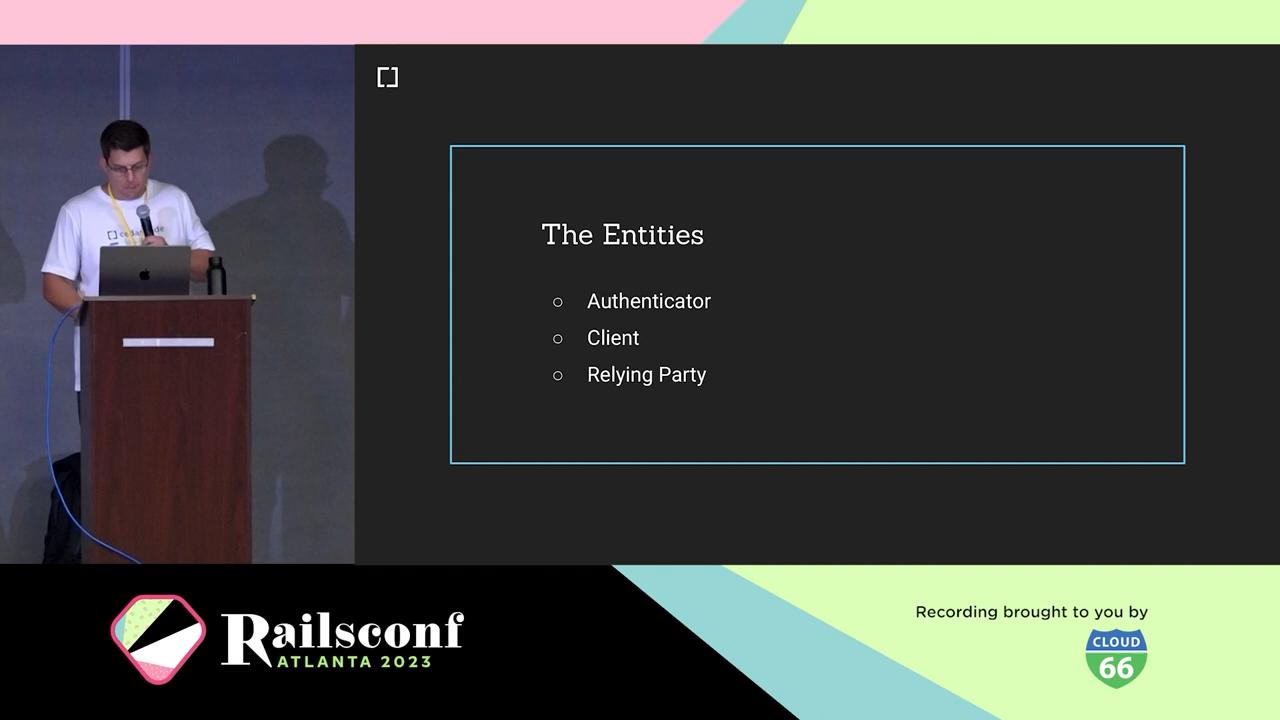 The Entities
Authenticator
Client
Relying Party
Railsconf
ATLANTA 2023
Recording brought to you by
CLOUD
66